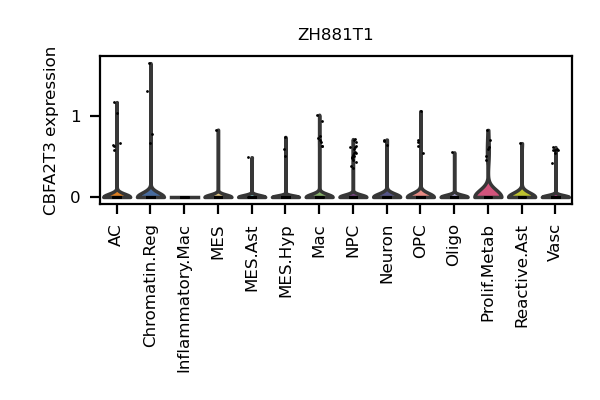 ZH881T1
CBFA2T3 expression
1
0
AC
Chromatin.Reg
Inflammatory.Mac
MES
MES.Ast
MES.Hyp
Mac
NPC
Neuron
OPC
Oligo
Prolif.Metab
Reactive.Ast
Vasc